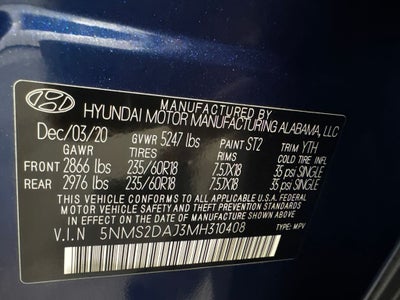 MANUFACTURED BY
HYUNDAI MOTOR MANUFACTURING ALABAMA, LLC
Dec/03/20 GVWR 5247 lbs PAINT ST2 TRIM YTH
GAWR TIRES RIMS COLD TIRE INFL.
FRONT 2866 lbs 235/60R18 7.5JX18 35 psi SINGLE
REAR 2976 lbs 235/60R18 7.5JX18 35 psi SINGLE
THIS VEHICLE CONFORMS TO ALL APPLICABLE U.S.A. FEDERAL
MOTOR VEHICLE SAFETY STANDARDS IN EFFECT ON THE
DATE OF MANUFACTURE SHOWN ABOVE.
V.I.N 5NMS2DAJ3MH310408 TYPE: MPV